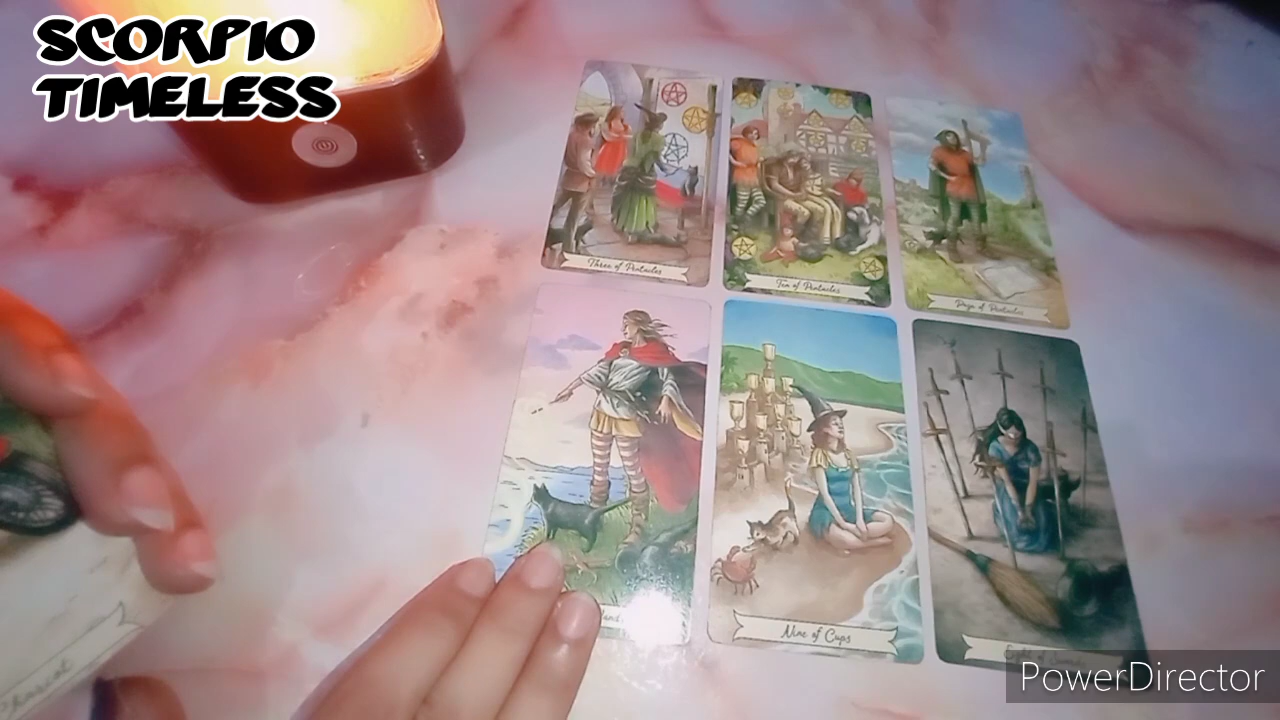 SCORPIO
TIMELESS
Three of Pentacles
Ten of Pentacles
Page of Pentacles
Nine of Cups
PowerDirector